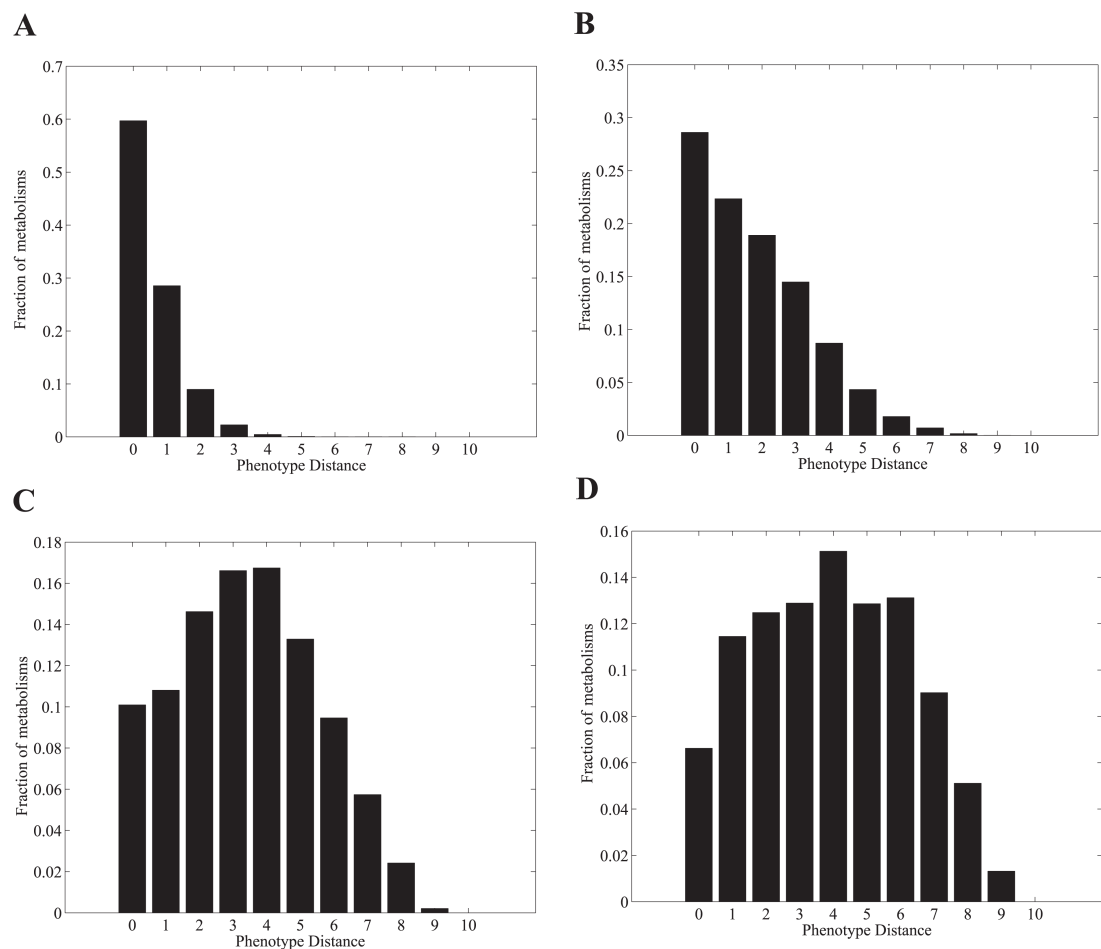 A
0.7
0.6
0.5
0.4
0.3
0.2
0.1
0
Fraction of metabolisms
0 1 2 3 4 5 6 7 8 9 10
Phenotype Distance
B
0.35
0.3
0.25
0.2
0.15
0.1
0.05
0
Fraction of metabolisms
0 1 2 3 4 5 6 7 8 9 10
Phenotype Distance
C
0.18
0.16
0.14
0.12
0.1
0.08
0.06
0.04
0.02
0
Fraction of metabolisms
0 1 2 3 4 5 6 7 8 9 10
Phenotype Distance
D
0.16
0.14
0.12
0.1
0.08
0.06
0.04
0.02
0
Fraction of metabolisms
0 1 2 3 4 5 6 7 8 9 10
Phenotype Distance